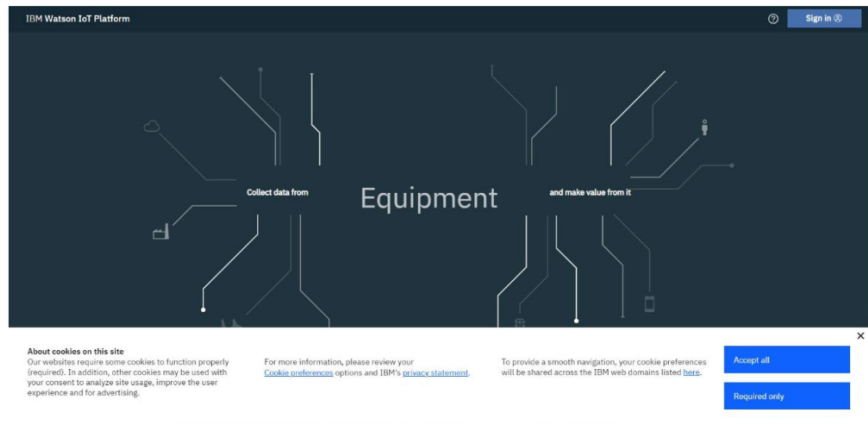 IBM Watson IoT Platform
Sign in
Collect data from
Equipment
and make value from it
About cookies on this site
Our websites require some cookies to function properly
(required). In addition, other cookies may be used with
your consent to analyze site usage, improve the user
experience and for advertising.
For more information, please review your
Cookie preferences options and IBM's privacy statement.
To provide a smooth navigation, your cookie preferences
will be shared across the IBM web domains listed here.
Accept all
Required only